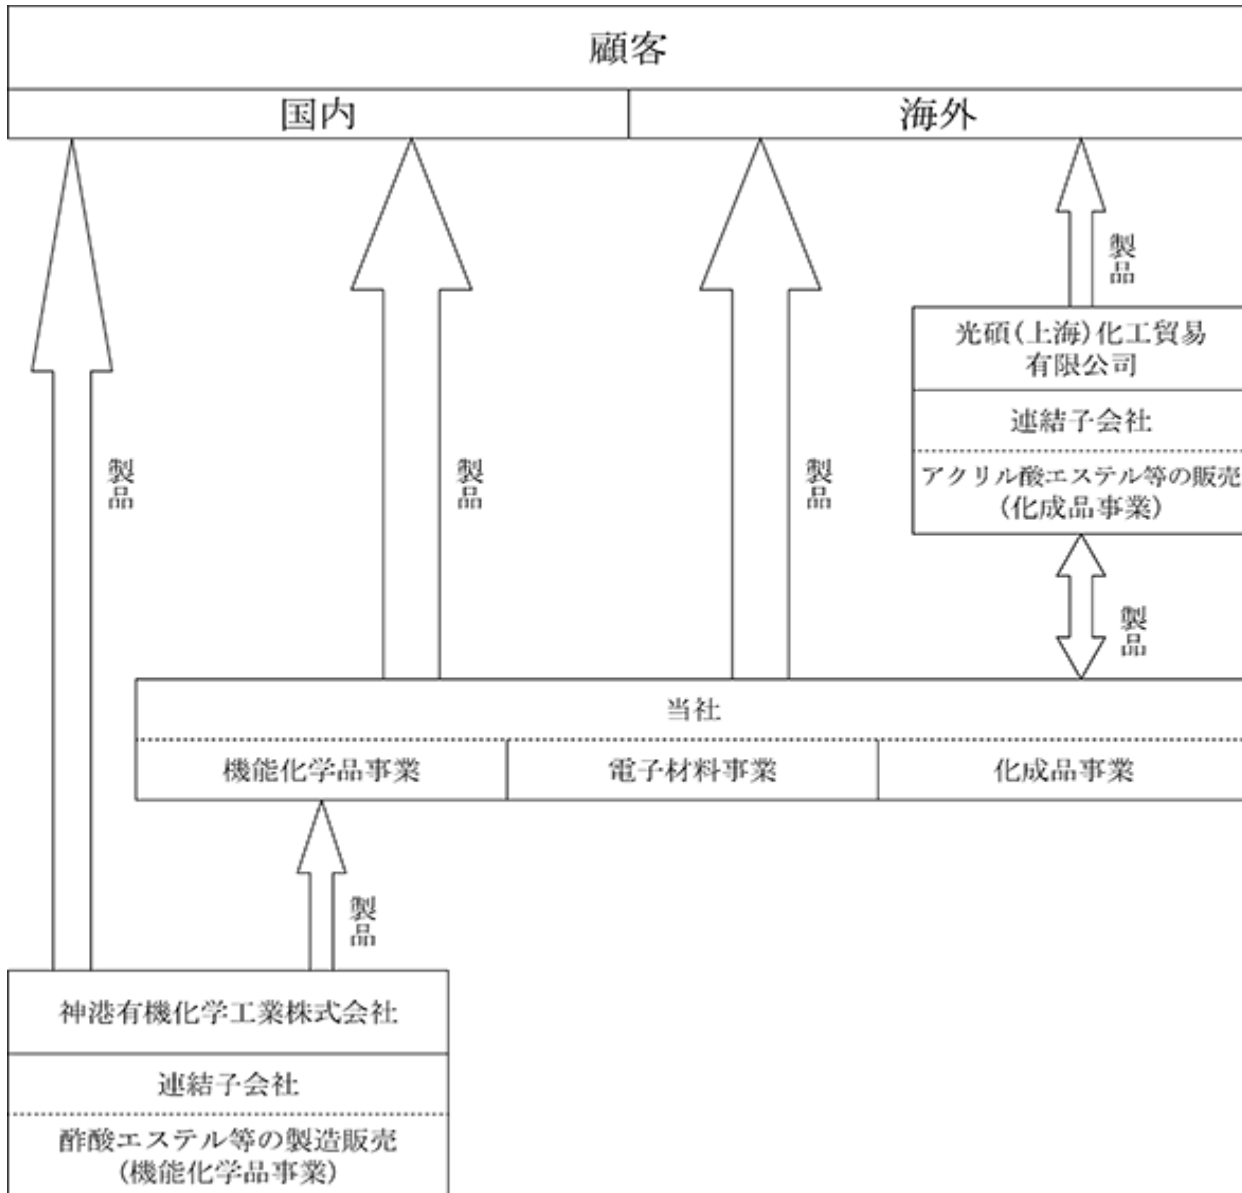 顧客
国内
海外
製品
光碩(上海)化工貿易
有限公司
連結子会社
アクリル酸エステル等の販売
(化成品事業)
製品
製品
製品
製品
当社
機能化学品事業
電子材料事業
化成品事業
製品
神港有機化学工業株式会社
連結子会社
酢酸エステル等の製造販売
(機能化学品事業)